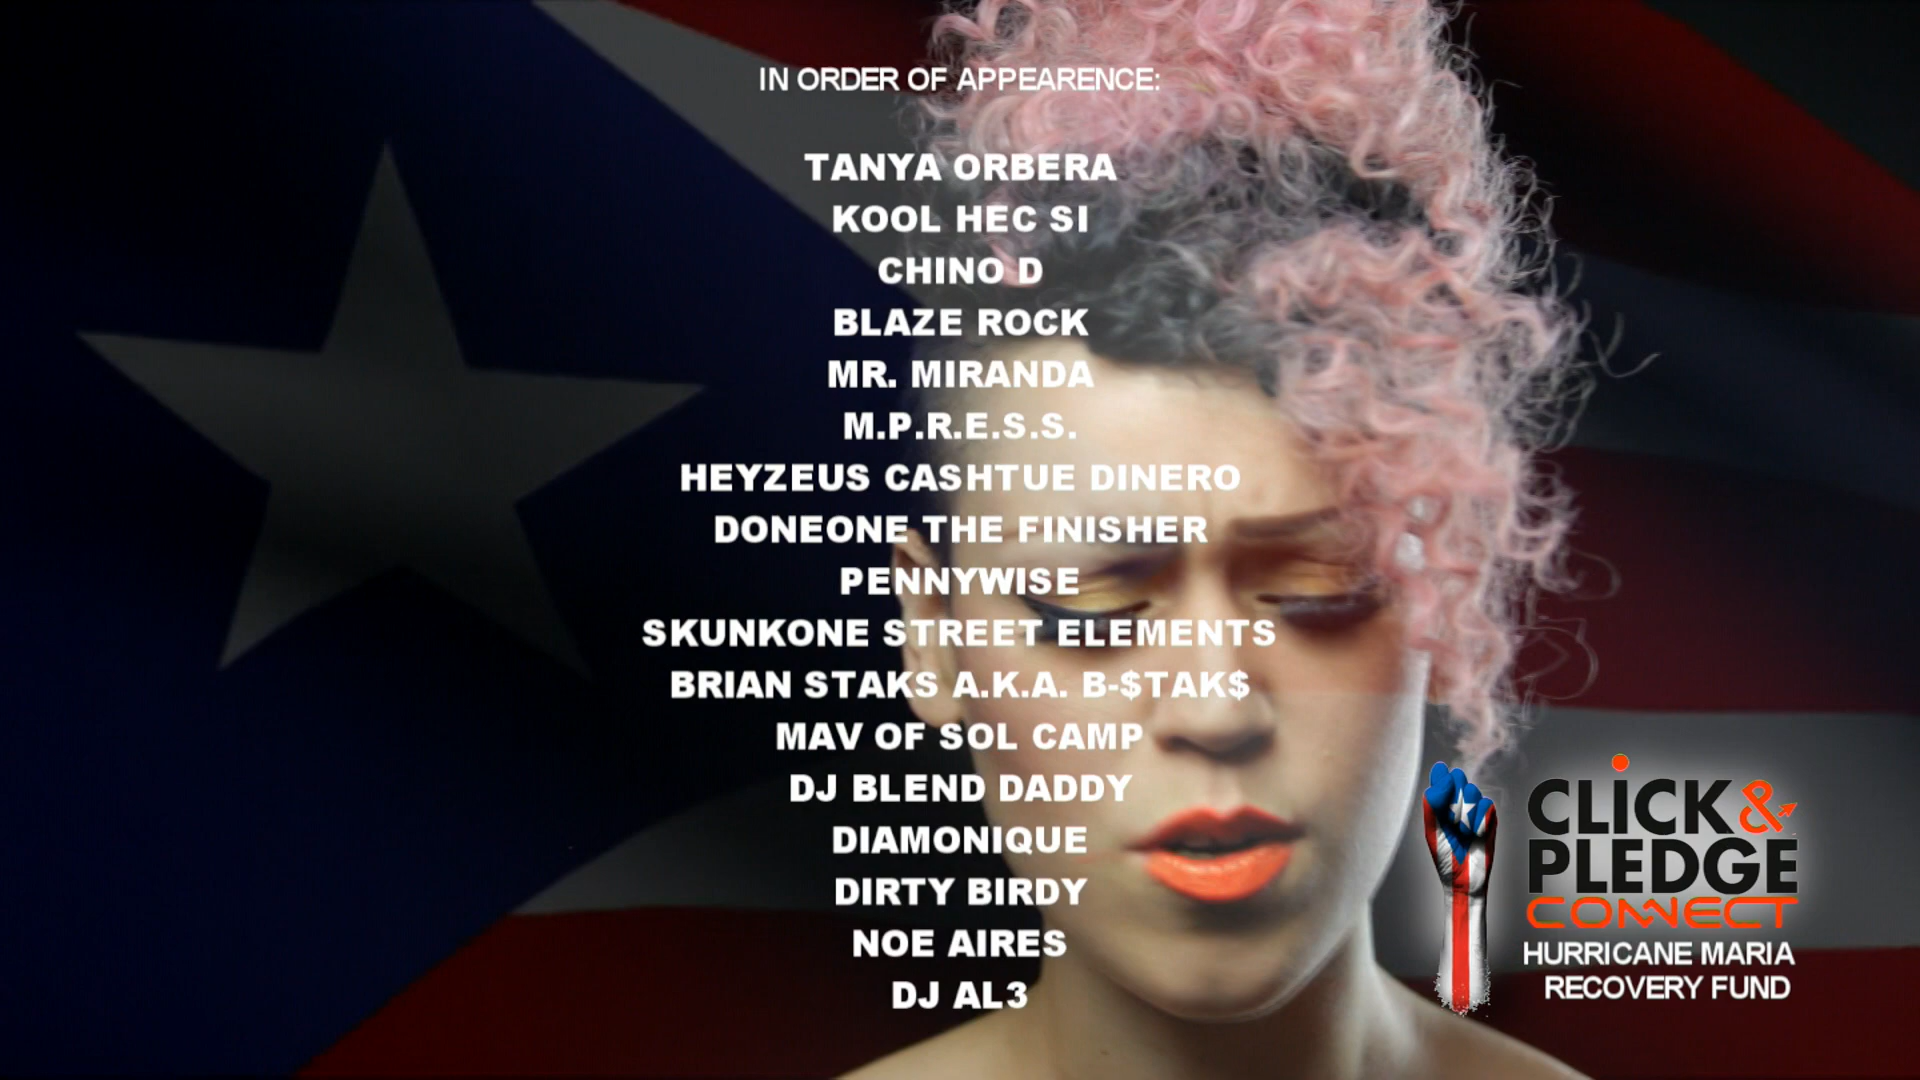 IN ORDER OF APPEARENCE:
TANYA ORBERA
KOOL HEC SI
CHINO D
BLAZE ROCK
MR. MIRANDA
M.P.R.E.S.S.
HEYZEUS CASHTUE DINERO
DONEONE THE FINISHER
PENNYWISE
SKUNKONE STREET ELEMENTS
BRIAN STAKS A.K.A. B-$TAK$
MAV OF SOL CAMP
DJ BLEND DADDY
DIAMONIQUE
DIRTY BIRDY
NOE AIRES
DJ AL3
CLiCK &
PLEDGE
CONNECT
HURRICANE MARIA
RECOVERY FUND